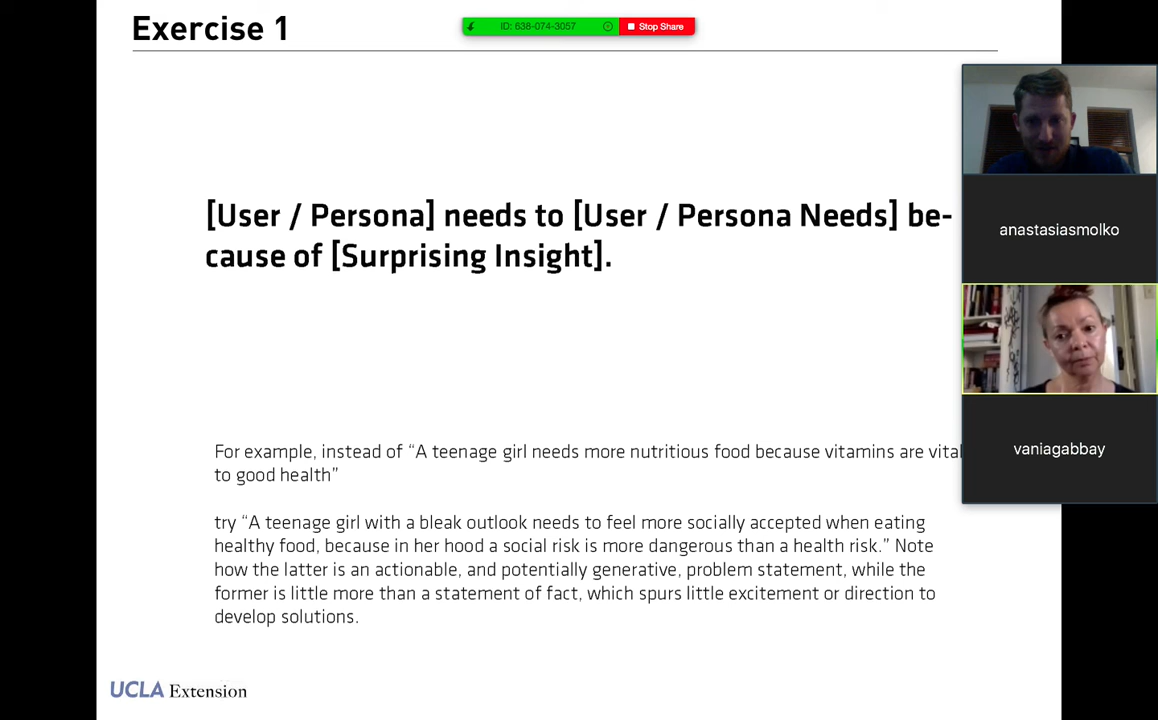 Exercise 1
ID: 638-074-3057
Stop Share
[User / Persona] needs to [User / Persona Needs] be-
cause of [Surprising Insight].
anastasiasmolko
vaniagabbay
For example, instead of “A teenage girl needs more nutritious food because vitamins are vital
to good health”
try “A teenage girl with a bleak outlook needs to feel more socially accepted when eating
healthy food, because in her hood a social risk is more dangerous than a health risk.” Note
how the latter is an actionable, and potentially generative, problem statement, while the
former is little more than a statement of fact, which spurs little excitement or direction to
develop solutions.
UCLA Extension